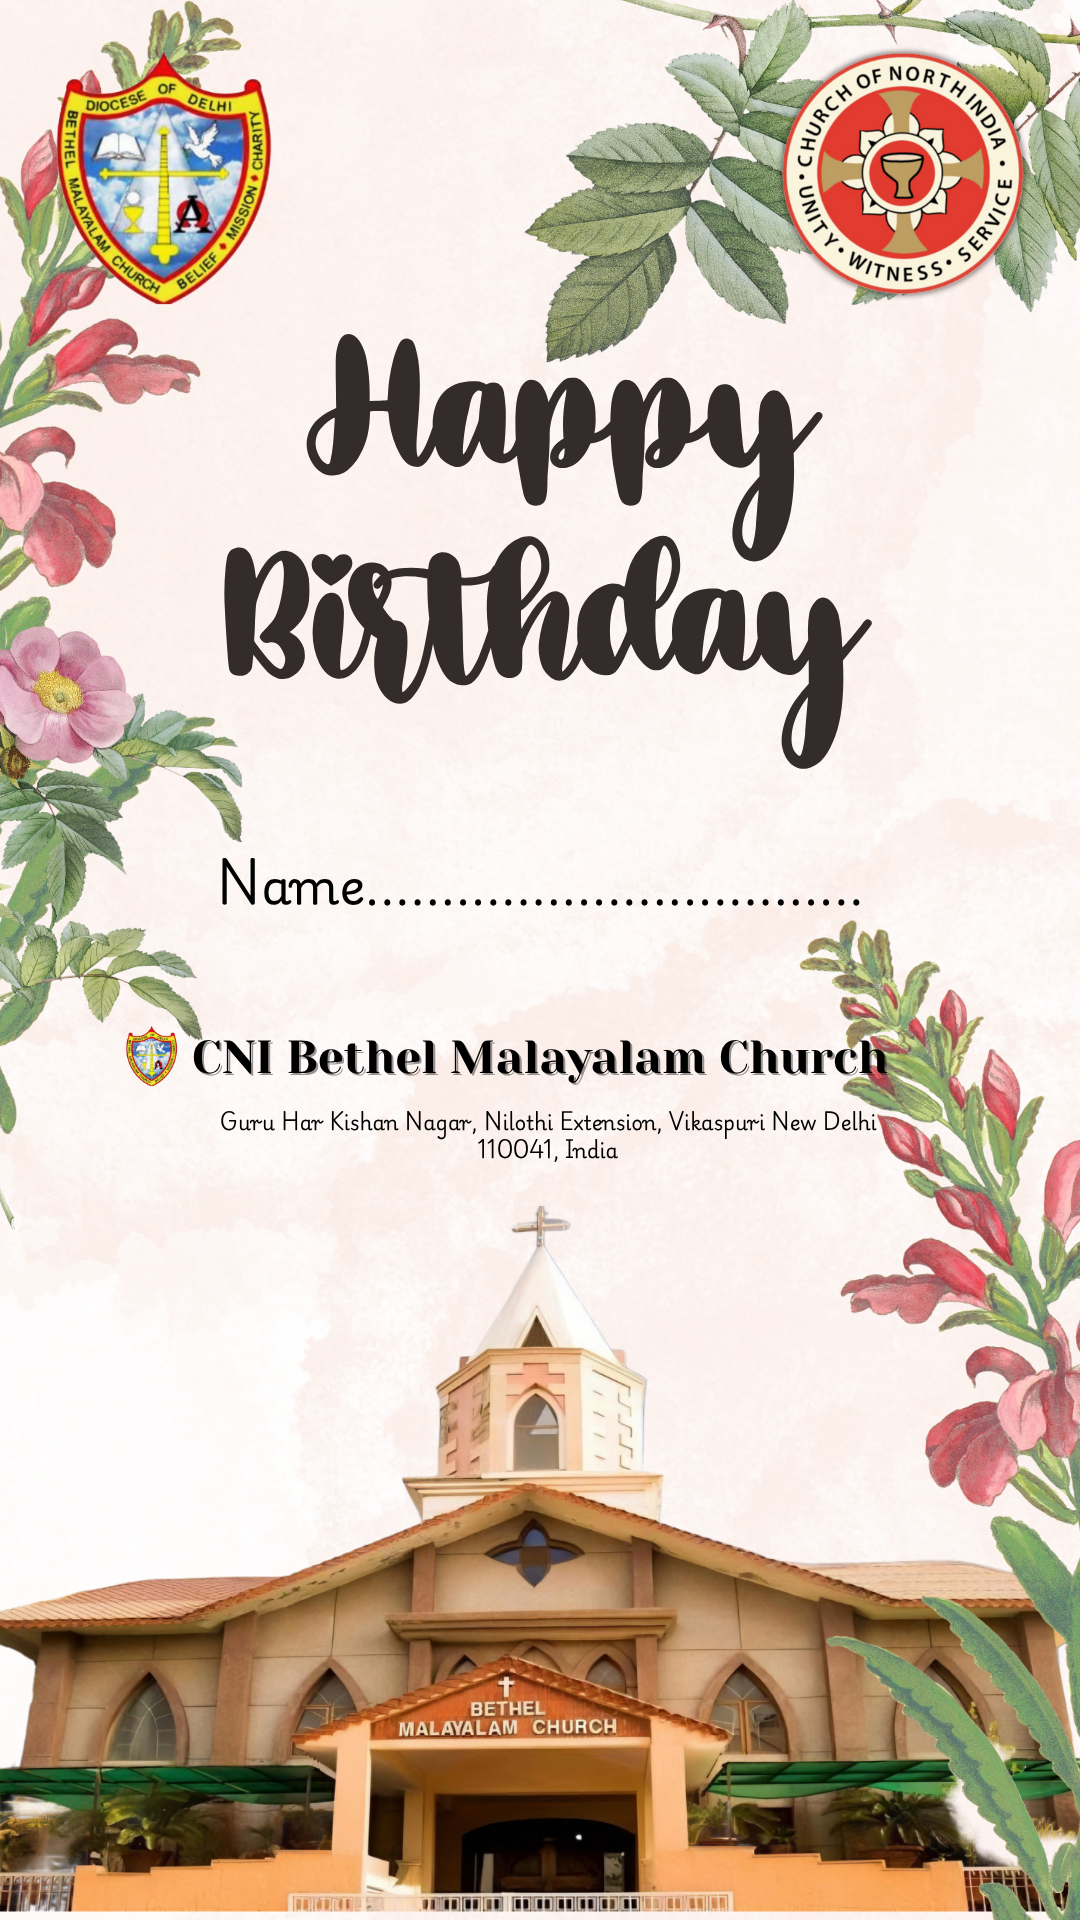 DIOCESE OF DELHI
BETHEL MALAYALAM CHURCH BELIEF ♦ MISSION ♦ CHARITY
A
CHURCH OF NORTH INDIA
• UNITY • WITNESS • SERVICE •
Happy
Birthday
Name.................................
CNI Bethel Malayalam Church
Guru Har Kishan Nagar, Nilothi Extension, Vikaspuri New Delhi
110041, India
BETHEL
MALAYALAM CHURCH